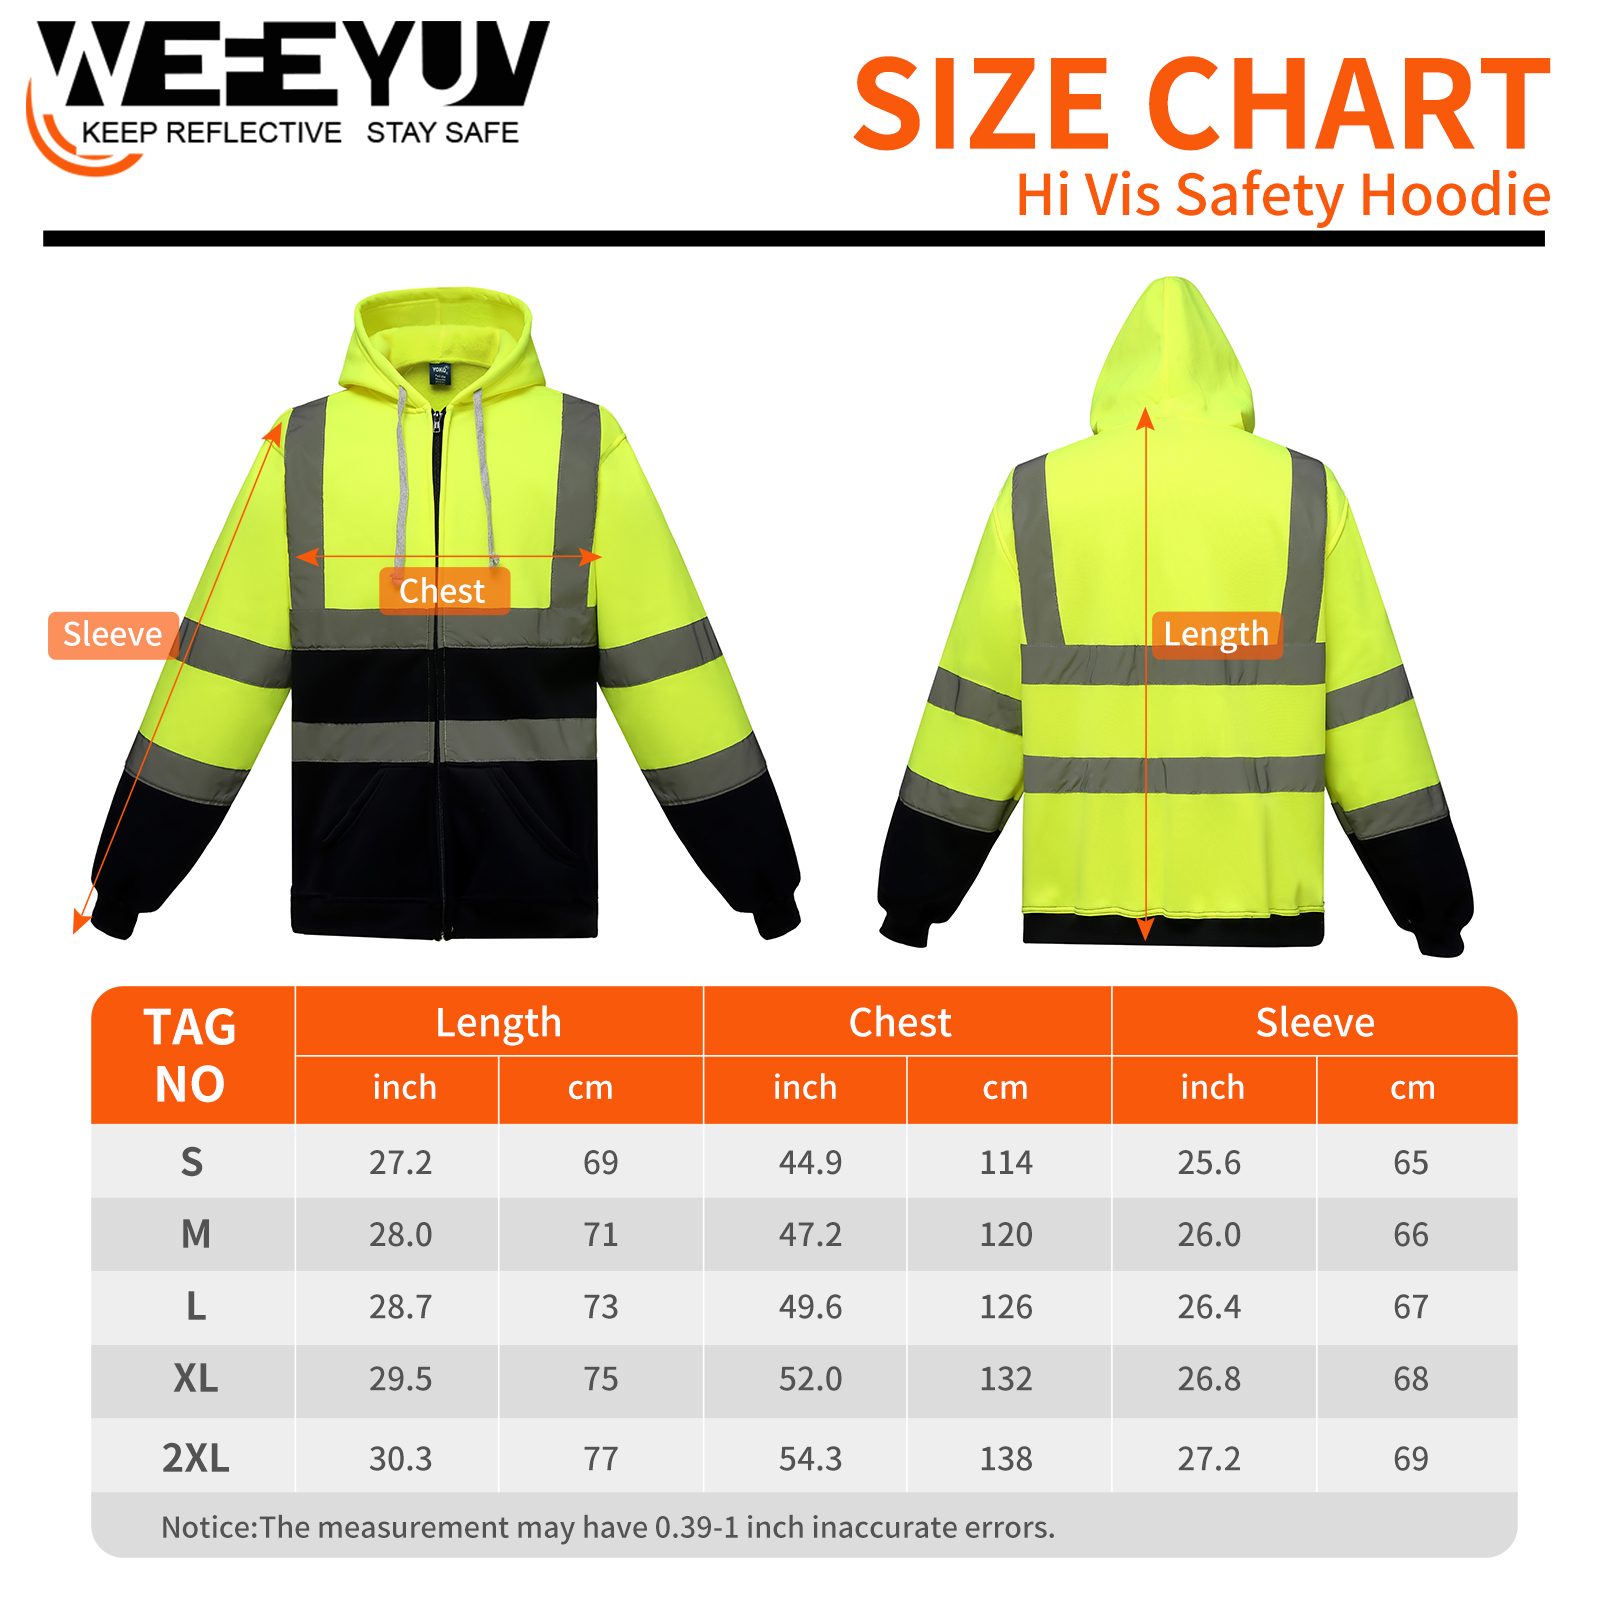 WEFEYUV
KEEP REFLECTIVE STAY SAFE
SIZE CHART
Hi Vis Safety Hoodie
YOKO
Chest
Sleeve
Length
TAG NO Length Chest Sleeve
inch cm inch cm inch cm
S 27.2 69 44.9 114 25.6 65
M 28.0 71 47.2 120 26.0 66
L 28.7 73 49.6 126 26.4 67
XL 29.5 75 52.0 132 26.8 68
2XL 30.3 77 54.3 138 27.2 69
Notice:The measurement may have 0.39-1 inch inaccurate errors.